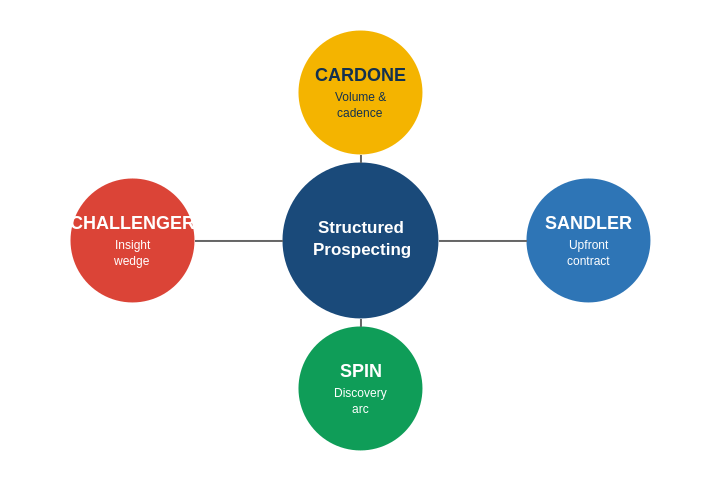 CARDONE
Volume &
cadence
CHALLENGER
Insight
wedge
Structured
Prospecting
SANDLER
Upfront
contract
SPIN
Discovery
arc